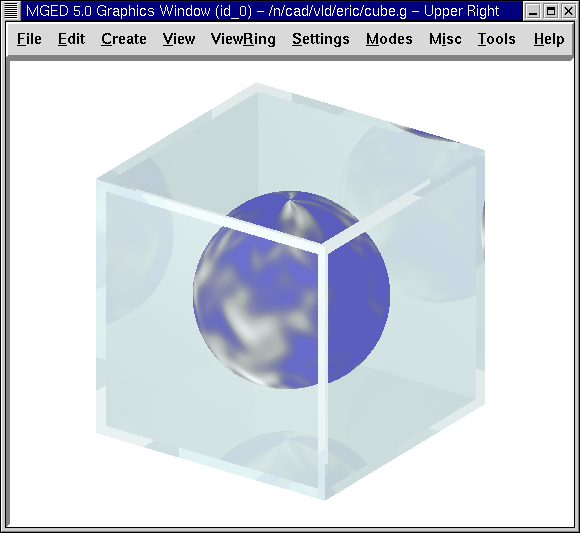 MGED 5.0 Graphics Window (id_0) – /n/cad/vld/eric/cube.g – Upper Right
File Edit Create View ViewRing Settings Modes Misc Tools Help